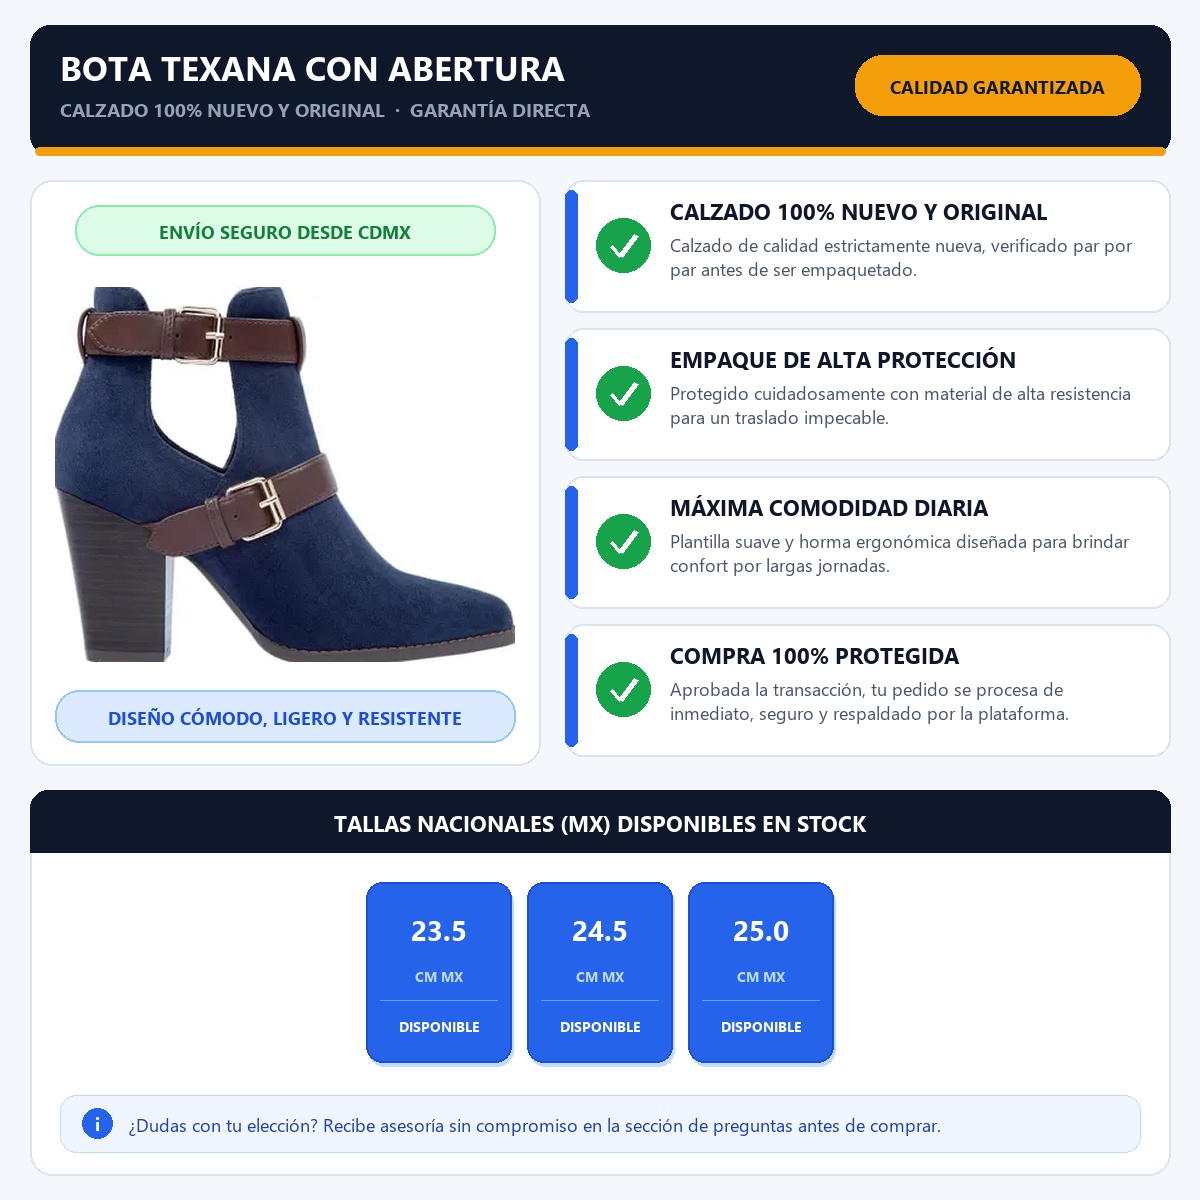 BOTA TEXANA CON ABERTURA
CALZADO 100% NUEVO Y ORIGINAL · GARANTÍA DIRECTA
CALIDAD GARANTIZADA
ENVÍO SEGURO DESDE CDMX
DISEÑO CÓMODO, LIGERO Y RESISTENTE
CALZADO 100% NUEVO Y ORIGINAL
Calzado de calidad estrictamente nueva, verificado par por
par antes de ser empaquetado.
EMPAQUE DE ALTA PROTECCIÓN
Protegido cuidadosamente con material de alta resistencia
para un traslado impecable.
MÁXIMA COMODIDAD DIARIA
Plantilla suave y horma ergonómica diseñada para brindar
confort por largas jornadas.
COMPRA 100% PROTEGIDA
Aprobada la transacción, tu pedido se procesa de
inmediato, seguro y respaldado por la plataforma.
TALLAS NACIONALES (MX) DISPONIBLES EN STOCK
23.5
CM MX
DISPONIBLE
24.5
CM MX
DISPONIBLE
25.0
CM MX
DISPONIBLE
¿Dudas con tu elección? Recibe asesoría sin compromiso en la sección de preguntas antes de comprar.